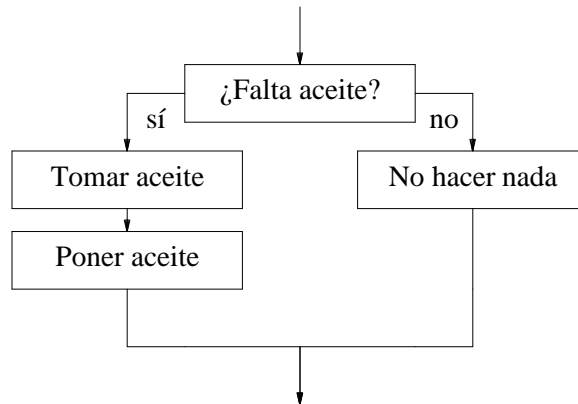 ¿Falta aceite?
sí
no
Tomar aceite
No hacer nada
Poner aceite